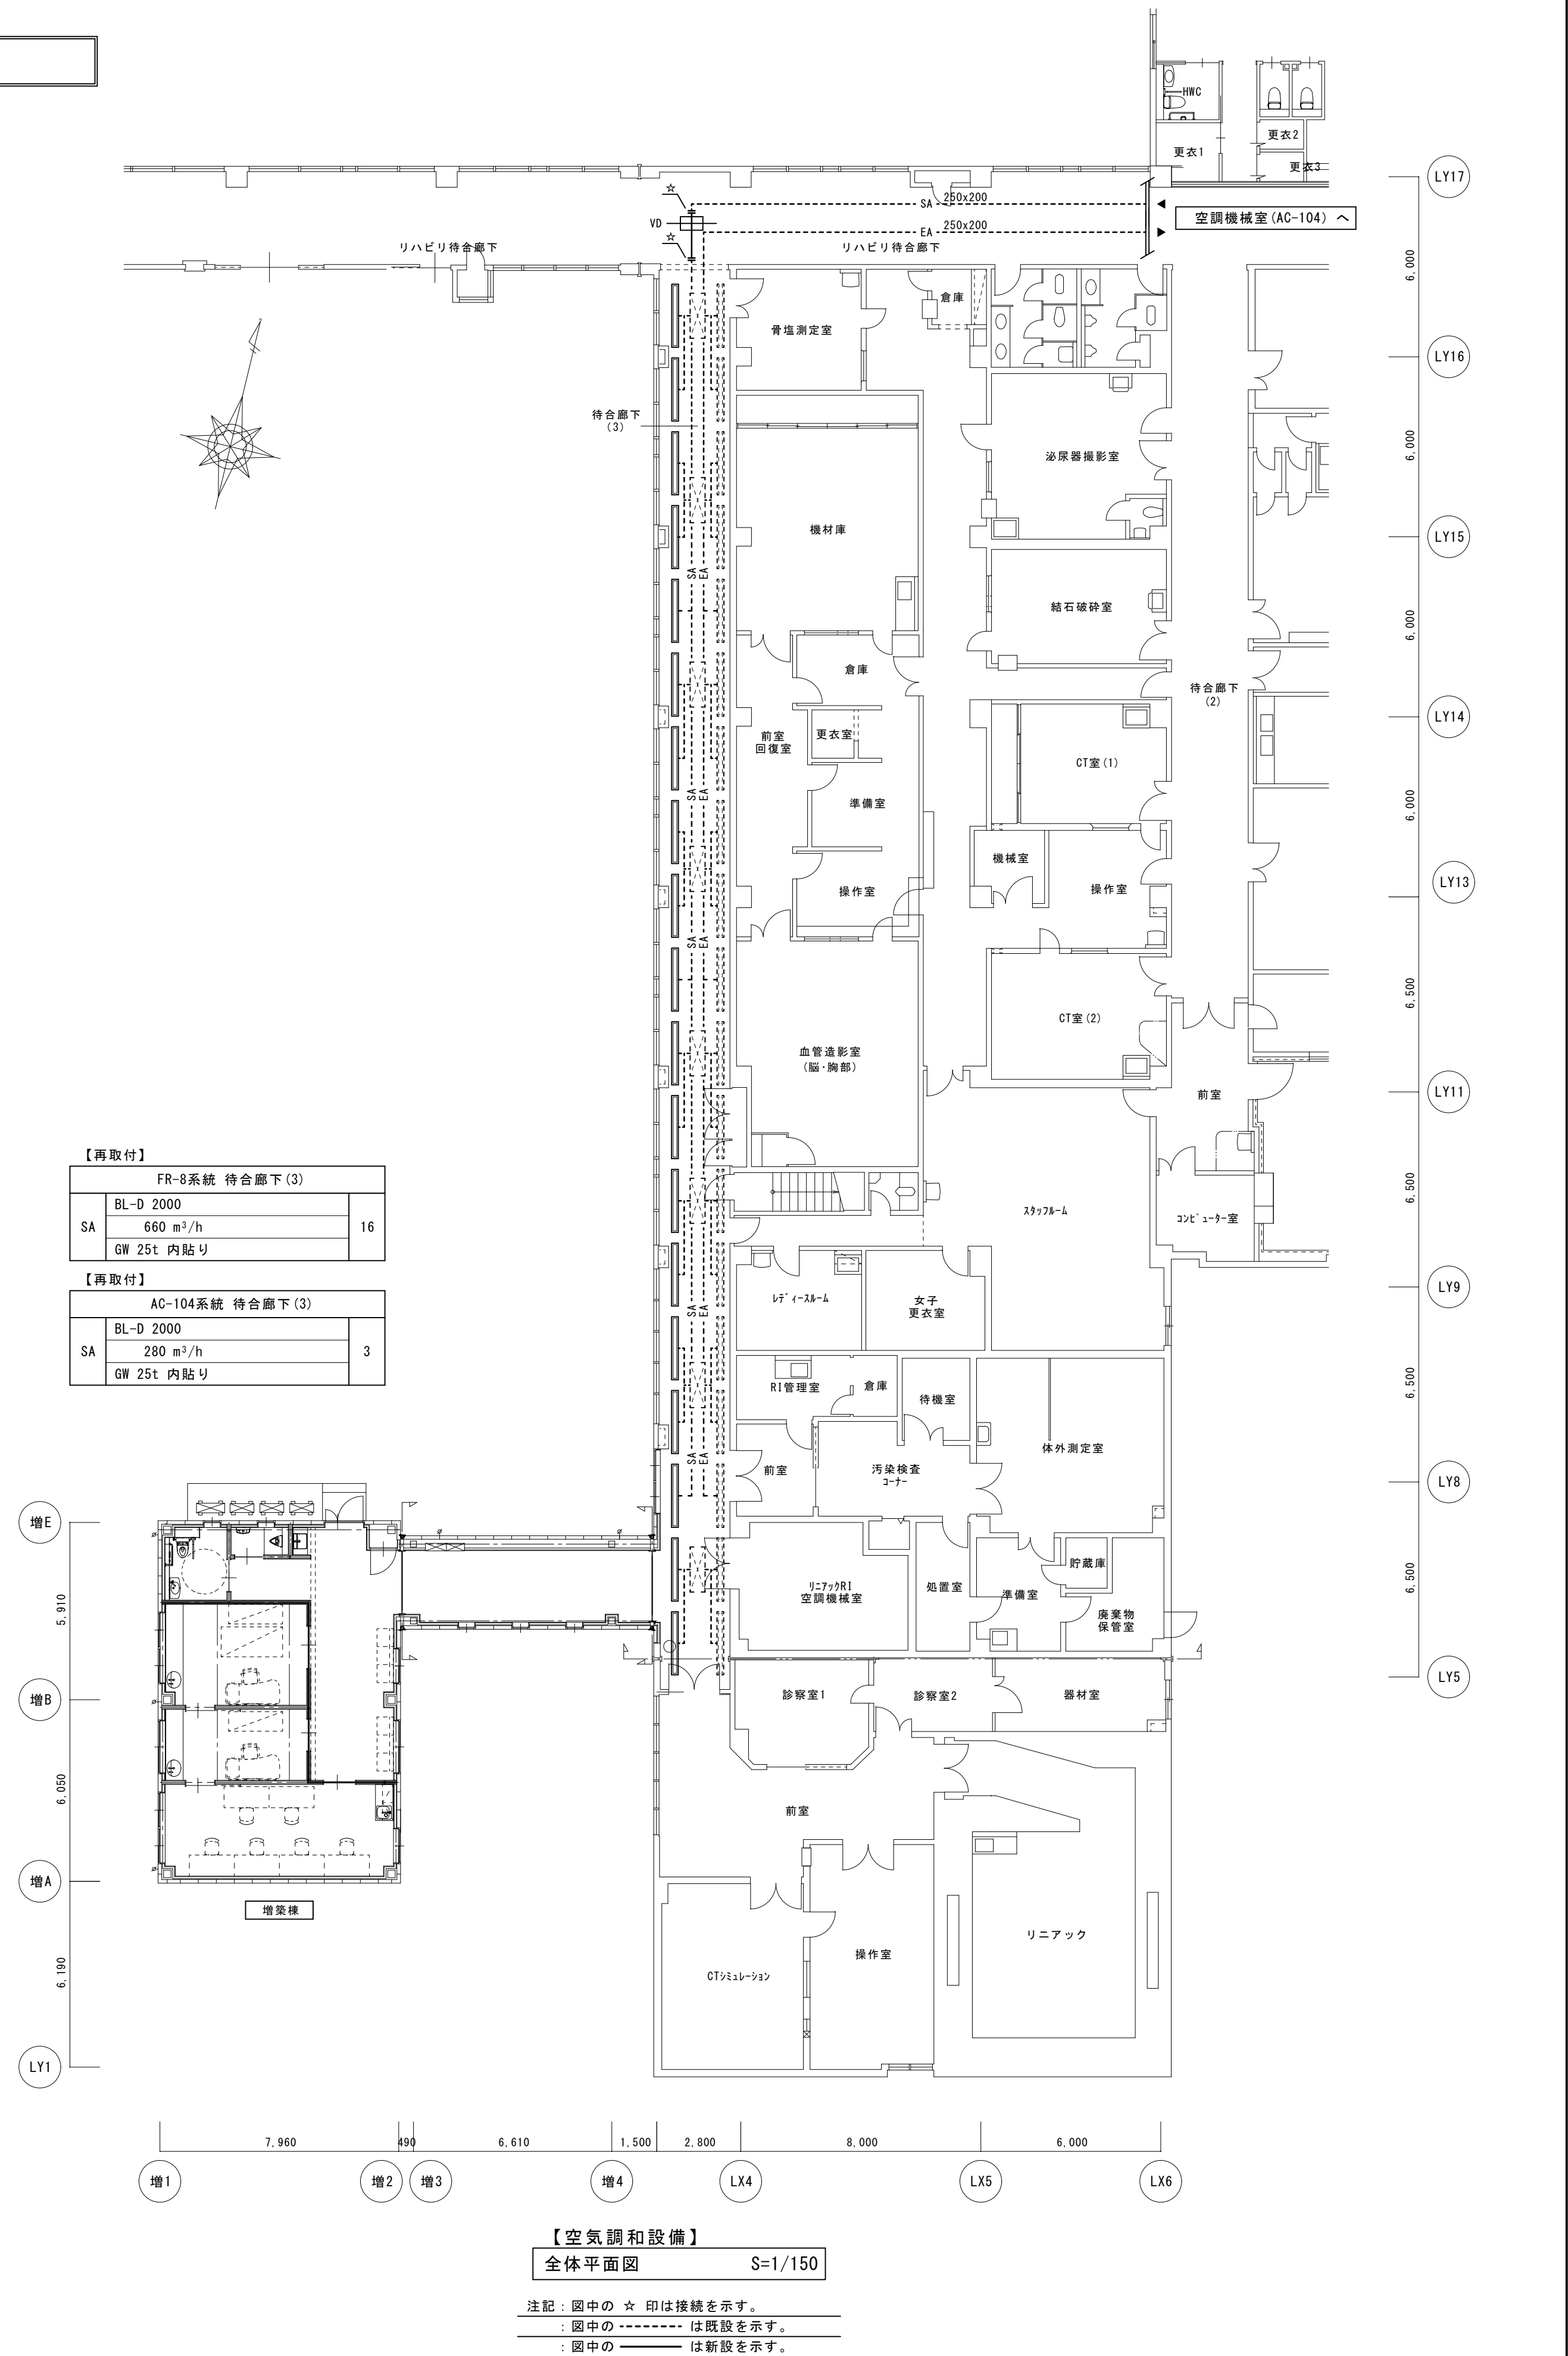 HWC
更衣1
更衣2
更衣3
LY17
空調機械室(AC-104) へ
☆
VD
☆
SA 250x200
EA 250x200
リハビリ待合廊下
リハビリ待合廊下
6,000
骨塩測定室
倉庫
LY16
待合廊下
(3)
泌尿器撮影室
6,000
機材庫
LY15
SA
EA
結石破砕室
6,000
倉庫
待合廊下
(2)
LY14
前室
回復室
更衣室
CT室(1)
SA
EA
準備室
6,000
機械室
操作室
操作室
LY13
SA
EA
CT室(2)
6,500
血管造影室
(脳・胸部)
前室
LY11
【再取付】
FR-8系統 待合廊下(3)
SA
BL-D 2000
660 m³/h
GW 25t 内貼り
16
【再取付】
AC-104系統 待合廊下(3)
SA
BL-D 2000
280 m³/h
GW 25t 内貼り
3
6,500
スタッフルーム
コンピューター室
LY9
レディースルーム
女子
更衣室
SA
EA
RI管理室
倉庫
待機室
6,500
体外測定室
前室
汚染検査
コーナー
SA
EA
LY8
増E
5,910
リニアックRI
空調機械室
処置室
準備室
貯蔵庫
廃棄物
保管室
6,500
増B
診察室1
診察室2
器材室
LY5
6,050
前室
増A
増築棟
6,190
リニアック
操作室
CTシミュレーション
LY1
7,960
490
6,610
1,500
2,800
8,000
6,000
増1
増2
増3
増4
LX4
LX5
LX6
【空気調和設備】
全体平面図 S=1/150
注記 : 図中の ☆ 印は接続を示す。
: 図中の -------- は既設を示す。
: 図中の ──── は新設を示す。